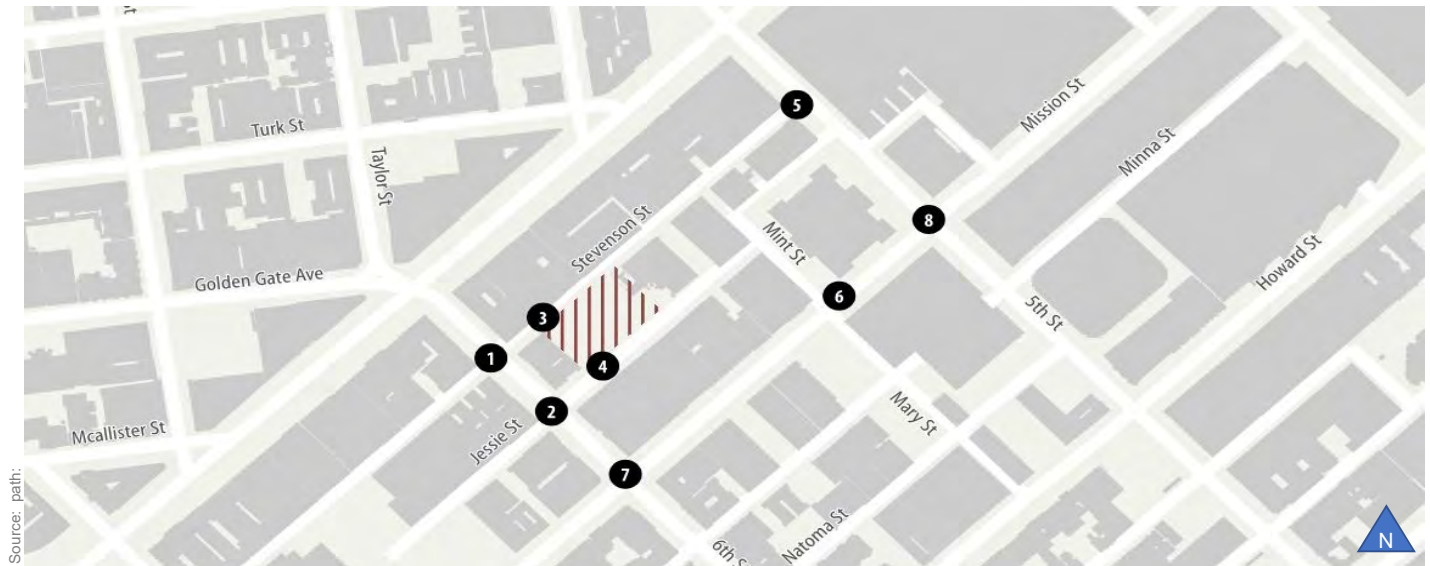 Turk St
Taylor St
Golden Gate Ave
Mcallister St
Stevenson St
Jessie St
Mint St
Mission St
Minna St
Howard St
5th St
Mary St
Natoma St
6th S
5
8
6
3
4
1
2
7
N
Source: path: